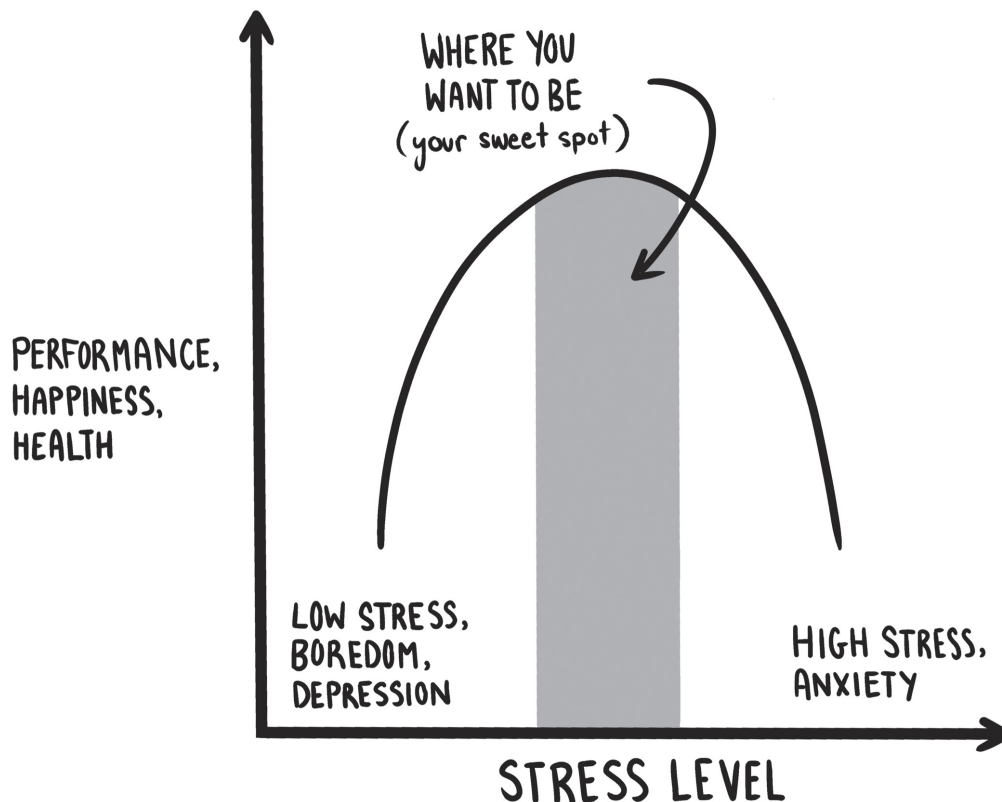 WHERE YOU
WANT TO BE
(your sweet spot)
PERFORMANCE,
HAPPINESS,
HEALTH
LOW STRESS,
BOREDOM,
DEPRESSION
HIGH STRESS,
ANXIETY
STRESS LEVEL